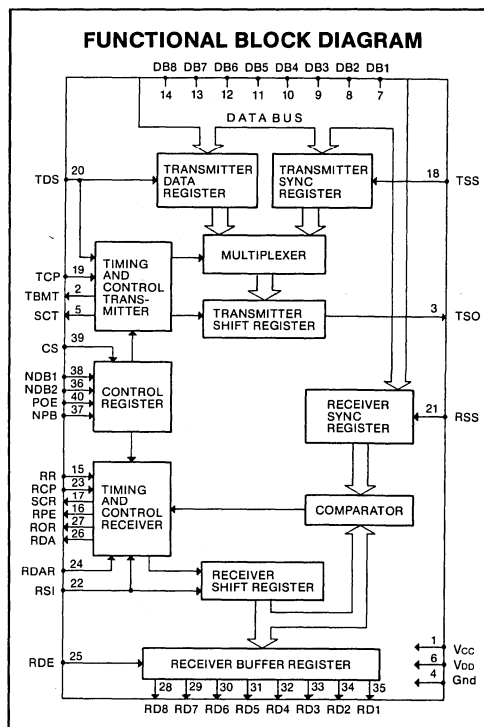 FUNCTIONAL BLOCK DIAGRAM
DB8 DB7 DB6 DB5 DB4 DB3 DB2 DB1
14 13 12 11 10 9 8 7
DATA BUS
TDS 20
TRANSMITTER
DATA
REGISTER
TRANSMITTER
SYNC
REGISTER
18 TSS
TCP 19
TBMT 2
SCT 5
TIMING
AND
CONTROL
TRANS-
MITTER
MULTIPLEXER
TRANSMITTER
SHIFT REGISTER
3 TSO
CS 39
NDB1 38
NDB2 36
POE 40
NPB 37
CONTROL
REGISTER
RECEIVER
SYNC
REGISTER
21 RSS
RR 15
RCP 23
SCR 17
RPE 16
ROR 27
RDA 26
TIMING
AND
CONTROL
RECEIVER
COMPARATOR
RDAR 24
RSI 22
RECEIVER
SHIFT REGISTER
1 VCC
6 VDD
4 Gnd
RDE 25
RECEIVER BUFFER REGISTER
28 29 30 31 32 33 34 35
RD8 RD7 RD6 RD5 RD4 RD3 RD2 RD1